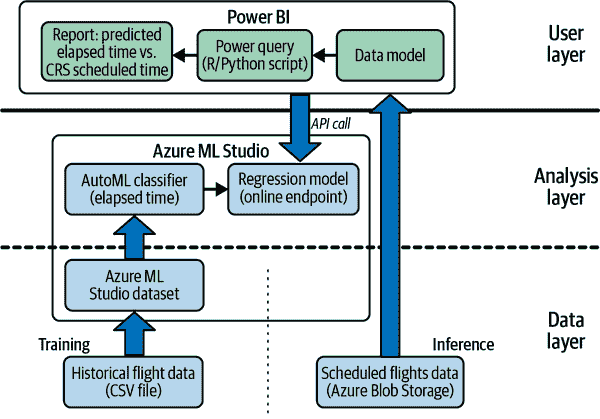 Power BI
User
layer
Report: predicted
elapsed time vs.
CRS scheduled time
Power query
(R/Python script)
Data model
API call
Azure ML Studio
Analysis
layer
AutoML classifier
(elapsed time)
Regression model
(online endpoint)
Azure ML
Studio dataset
Data
layer
Training
Inference
Historical flight data
(CSV file)
Scheduled flights data
(Azure Blob Storage)